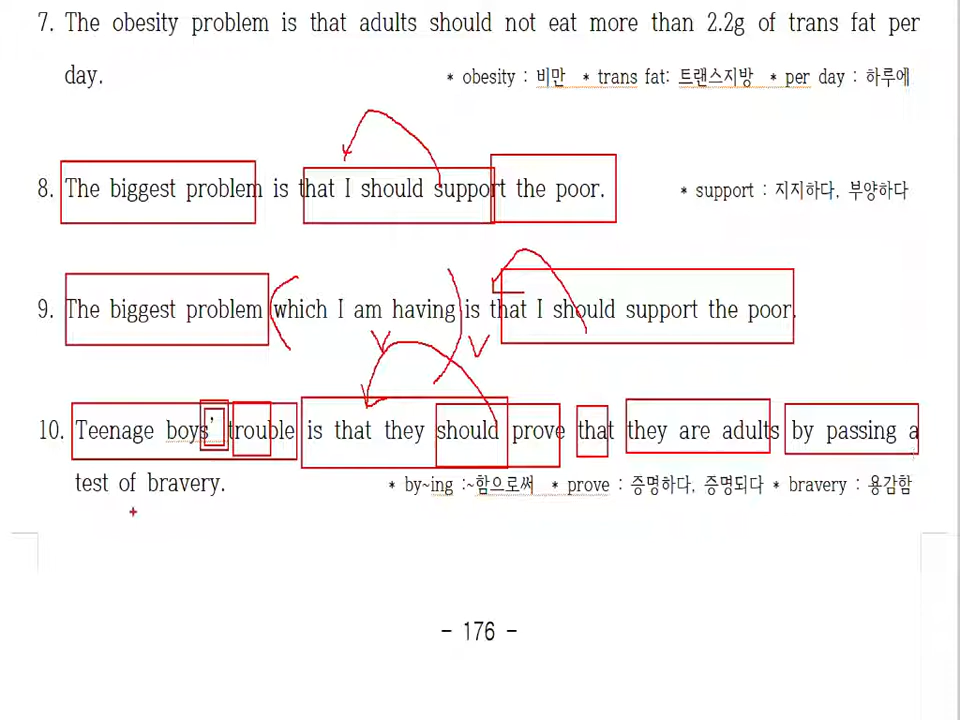 7. The obesity problem is that adults should not eat more than 2.2g of trans fat per
day. * obesity : 비만 * trans fat: 트랜스지방 * per day : 하루에
8. The biggest problem is that I should support the poor. * support : 지지하다, 부양하다
9. The biggest problem which I am having is that I should support the poor.
10. Teenage boys' trouble is that they should prove that they are adults by passing a
test of bravery. * by~ing :~함으로써 * prove : 증명하다, 증명되다 * bravery : 용감함
- 176 -